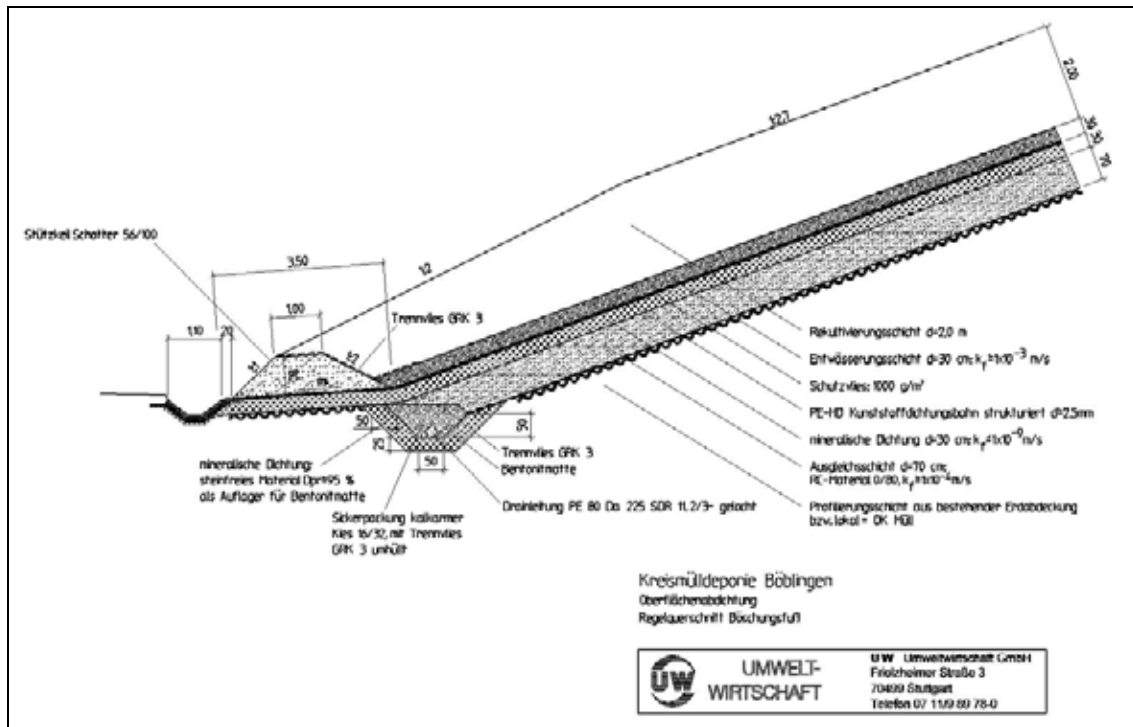 1:2,7
2,00
30
30
70
Stützkeil Schotter 56/100
3,50
1:2
1,00
Trennvlies GRK 3
1,10
20
1:1
1:2
Rekultivierungsschicht d=2,0 m
Entwässerungsschicht d=30 cm; kf≥1x10⁻³ m/s
Schutzvlies: 1000 g/m²
PE-HD Kunststoffdichtungsbahn strukturiert d=2,5mm
mineralische Dichtung d=30 cm; kf≤1x10⁻⁹ m/s
Ausgleichsschicht d=70 cm;
RC-Material 0/80, kf≥1x10⁻⁴ m/s
Profilierungsschicht aus bestehender Erdabdeckung
bzw. lokal = OK Müll
50
50
50
Trennvlies GRK 3
Bentonitmatte
mineralische Dichtung:
steinfreies Material Dpr≥95 %
als Auflager für Bentonitmatte
Drainleitung PE 80 Da 225 SDR 11, 2/3- gelocht
Sickerpackung kalkarmer
Kies 16/32, mit Trennvlies
GRK 3 umhüllt
Kreismülldeponie Böblingen
Oberflächenabdichtung
Regelquerschnitt Böschungsfuß
UW
UMWELT-
WIRTSCHAFT
UW Umweltwirtschaft GmbH
Friolzheimer Straße 3
70499 Stuttgart
Telefon 07 11/9 89 78-0